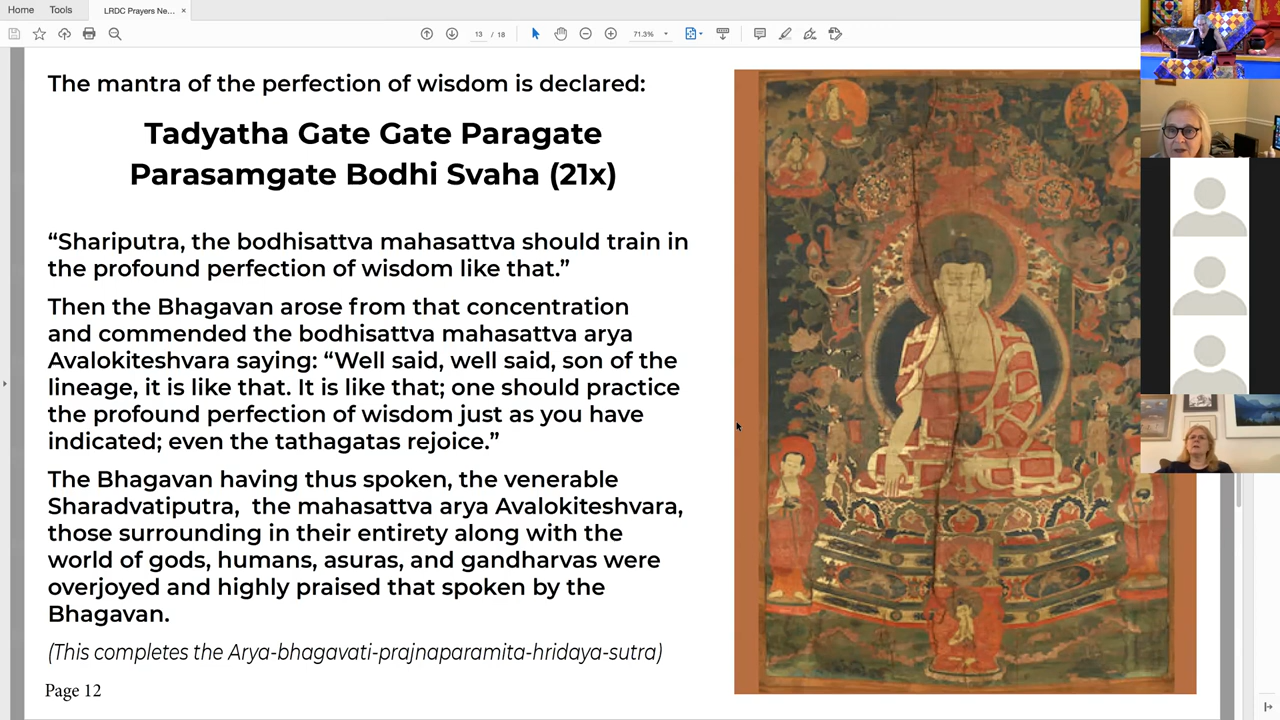 Home Tools LRDC Prayers Ne... ×
13 / 18 71.3%
The mantra of the perfection of wisdom is declared:
Tadyatha Gate Gate Paragate
Parasamgate Bodhi Svaha (21x)
“Shariputra, the bodhisattva mahasattva should train in
the profound perfection of wisdom like that.”
Then the Bhagavan arose from that concentration
and commended the bodhisattva mahasattva arya
Avalokiteshvara saying: “Well said, well said, son of the
lineage, it is like that. It is like that; one should practice
the profound perfection of wisdom just as you have
indicated; even the tathagatas rejoice.”
The Bhagavan having thus spoken, the venerable
Sharadvatiputra, the mahasattva arya Avalokiteshvara,
those surrounding in their entirety along with the
world of gods, humans, asuras, and gandharvas were
overjoyed and highly praised that spoken by the
Bhagavan.
(This completes the Arya-bhagavati-prajnaparamita-hridaya-sutra)
Page 12